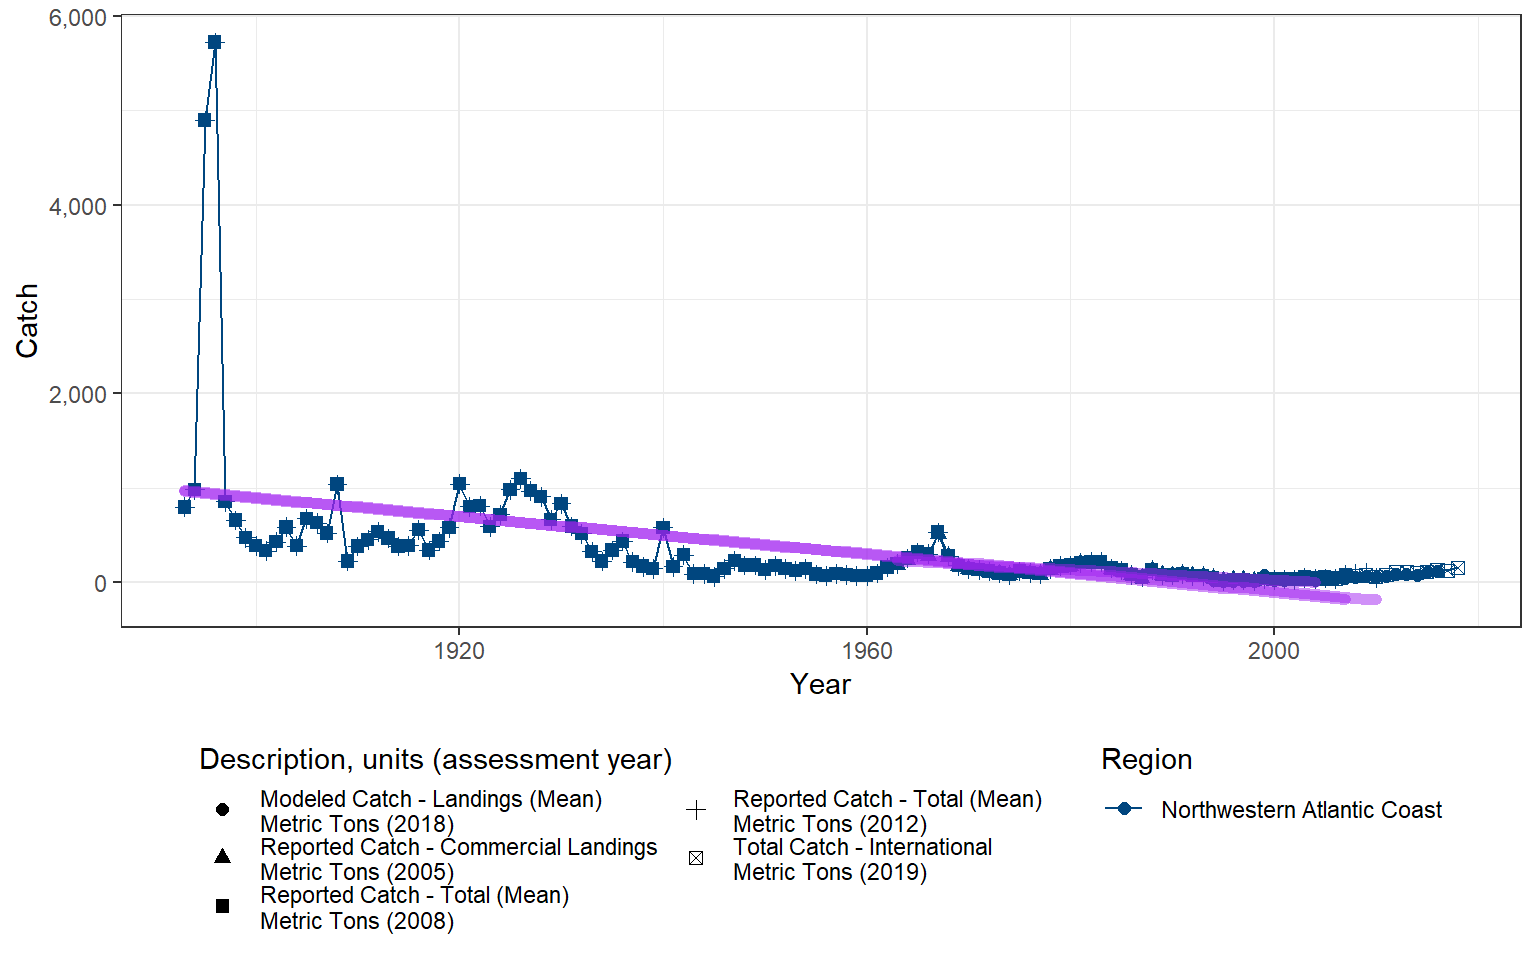 6,000
4,000
2,000
0
Catch
1920
1960
2000
Year
Description, units (assessment year)
Modeled Catch - Landings (Mean)
Metric Tons (2018)
Reported Catch - Commercial Landings
Metric Tons (2005)
Reported Catch - Total (Mean)
Metric Tons (2008)
Reported Catch - Total (Mean)
Metric Tons (2012)
Total Catch - International
Metric Tons (2019)
Region
Northwestern Atlantic Coast